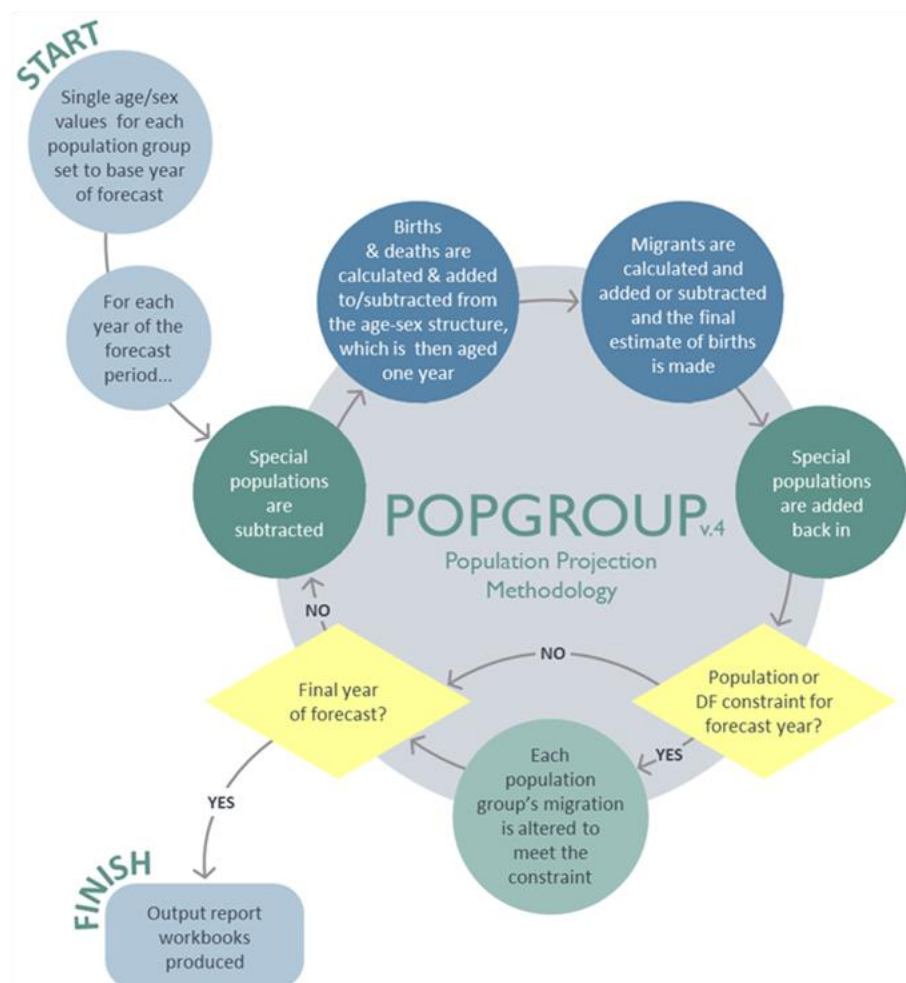 START
Single age/sex
values for each
population group
set to base year
of forecast
For each
year of the
forecast
period...
Special
populations
are
subtracted
Births
& deaths are
calculated & added
to/subtracted from
the age-sex structure,
which is then aged
one year
Migrants are
calculated and
added or subtracted
and the final
estimate of births
is made
Special
populations
are added
back in
POPGROUP v.4
Population Projection
Methodology
Population or
DF constraint for
forecast year?
NO
YES
Each
population
group's migration
is altered to
meet the
constraint
Final year
of forecast?
NO
YES
FINISH
Output report
workbooks
produced